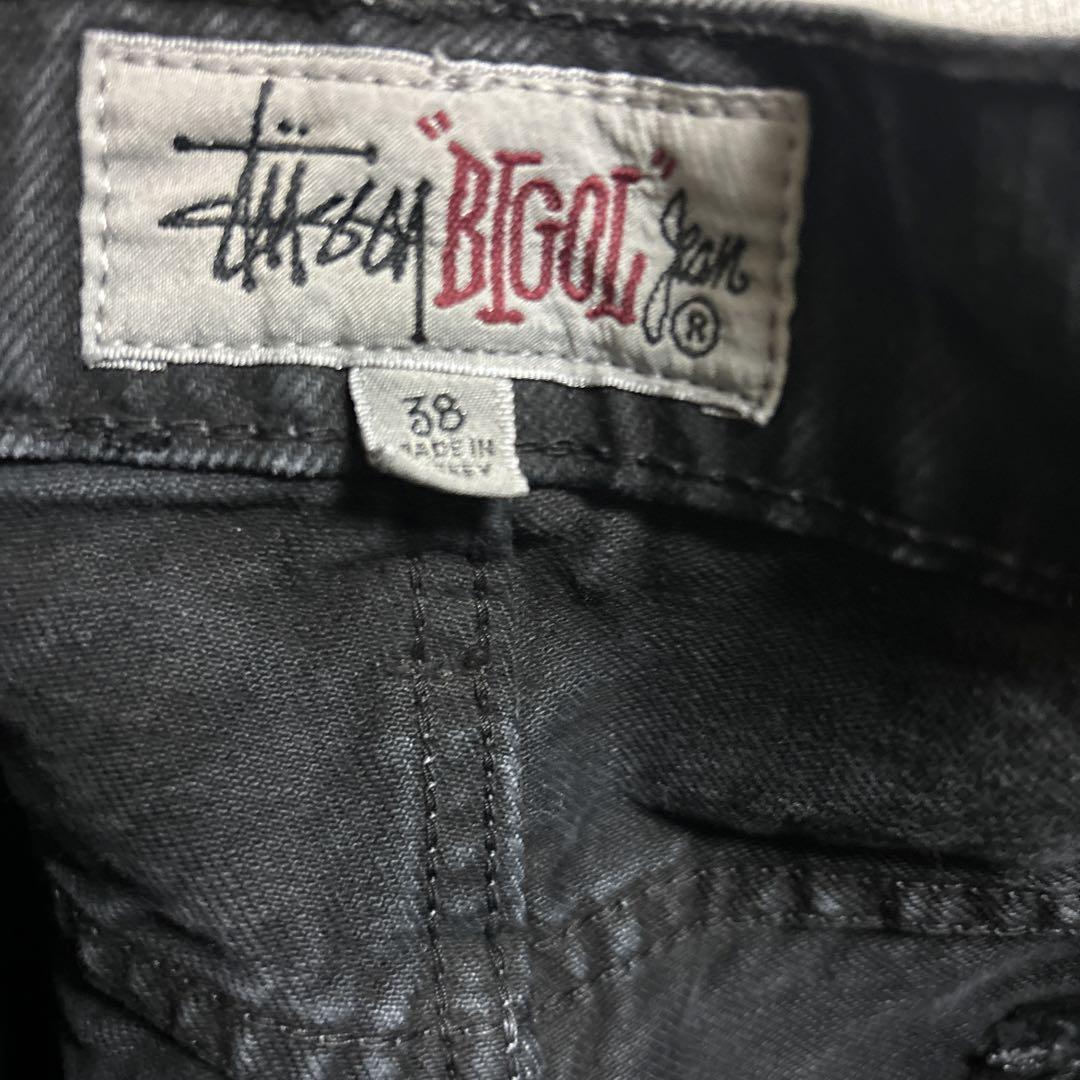 Stüssy "BIGOL" Jean ®
38
MADE IN